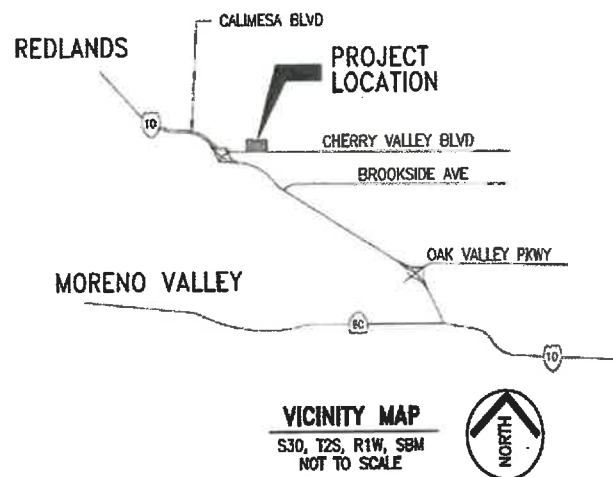 CALIMESA BLVD
REDLANDS
PROJECT
LOCATION
10
CHERRY VALLEY BLVD
BROOKSIDE AVE
OAK VALLEY PKWY
MORENO VALLEY
60
10
VICINITY MAP
S30, T2S, R1W, SBM
NOT TO SCALE
NORTH